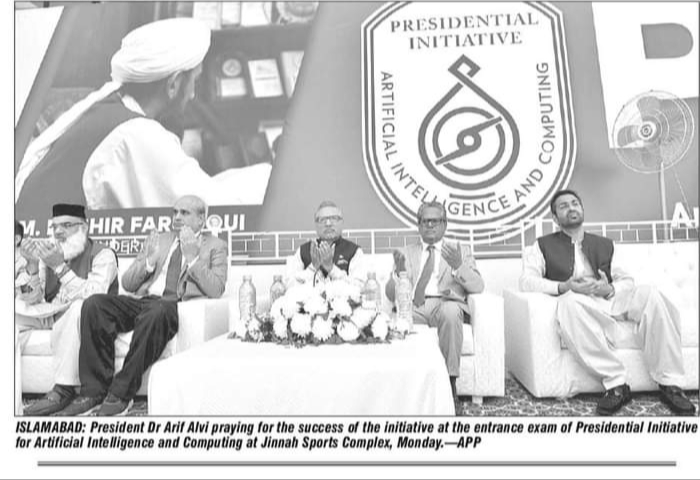 PRESIDENTIAL
INITIATIVE
ARTIFICIAL INTELLIGENCE AND COMPUTING
P
ISLAMABAD: President Dr Arif Alvi praying for the success of the initiative at the entrance exam of Presidential Initiative
for Artificial Intelligence and Computing at Jinnah Sports Complex, Monday.—APP